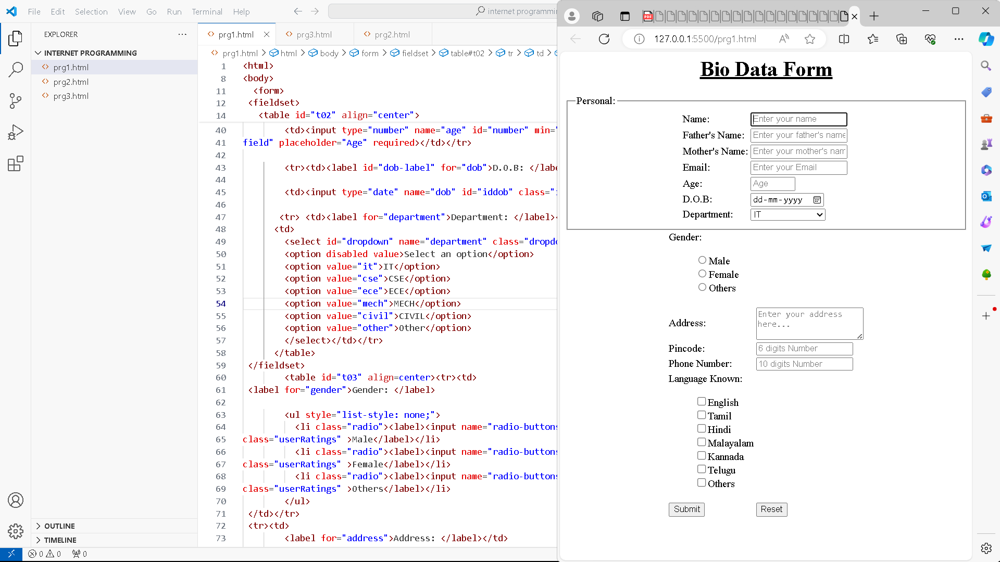 File Edit Selection View Go Run Terminal Help
internet programmin
EXPLORER
INTERNET PROGRAMMING
prg1.html
prg2.html
prg3.html
OUTLINE
TIMELINE
0 0 0
prg1.html prg3.html prg2.html
prg1.html > html > body > form > fieldset > table#t02 > tr > td >
1 <html>
8 <body>
11 <form>
12 <fieldset>
14 <table id="t02" align="center">
40 <td><input type="number" name="age" id="number" min="
41 field" placeholder="Age" required></td></tr>
42
43 <tr><td><label id="dob-label" for="dob">D.O.B: </labe
44
45 <td><input type="date" name="dob" id="iddob" class="
46
47 <tr> <td><label for="department">Department: </label>
48 <td>
49 <select id="dropdown" name="department" class="dropdo
50 <option disabled value>Select an option</option>
51 <option value="it">IT</option>
52 <option value="cse">CSE</option>
53 <option value="ece">ECE</option>
54 <option value="mech">MECH</option>
55 <option value="civil">CIVIL</option>
56 <option value="other">Other</option>
57 </select></td></tr>
58 </table>
59 </fieldset>
60 <table id="t03" align=center><tr><td>
61 <label for="gender">Gender: </label>
62
63 <ul style="list-style: none;">
64 <li class="radio"><label><input name="radio-buttons
65 class="userRatings" >Male</label></li>
66 <li class="radio"><label><input name="radio-buttons
67 class="userRatings" >Female</label></li>
68 <li class="radio"><label><input name="radio-buttons
69 class="userRatings" >Others</label></li>
70 </ul>
71 </td></tr>
72 <tr><td>
73 <label for="address">Address: </label></td>
PDF
127.0.0.1:5500/prg1.html
Bio Data Form
Personal:
Name: Enter your name
Father's Name: Enter your father's name
Mother's Name: Enter your mother's nam
Email: Enter your Email
Age: Age
D.O.B: dd-mm-yyyy
Department: IT
Gender:
Male
Female
Others
Address: Enter your address
here...
Pincode: 6 digits Number
Phone Number: 10 digits Number
Language Known:
English
Tamil
Hindi
Malayalam
Kannada
Telugu
Others
Submit Reset